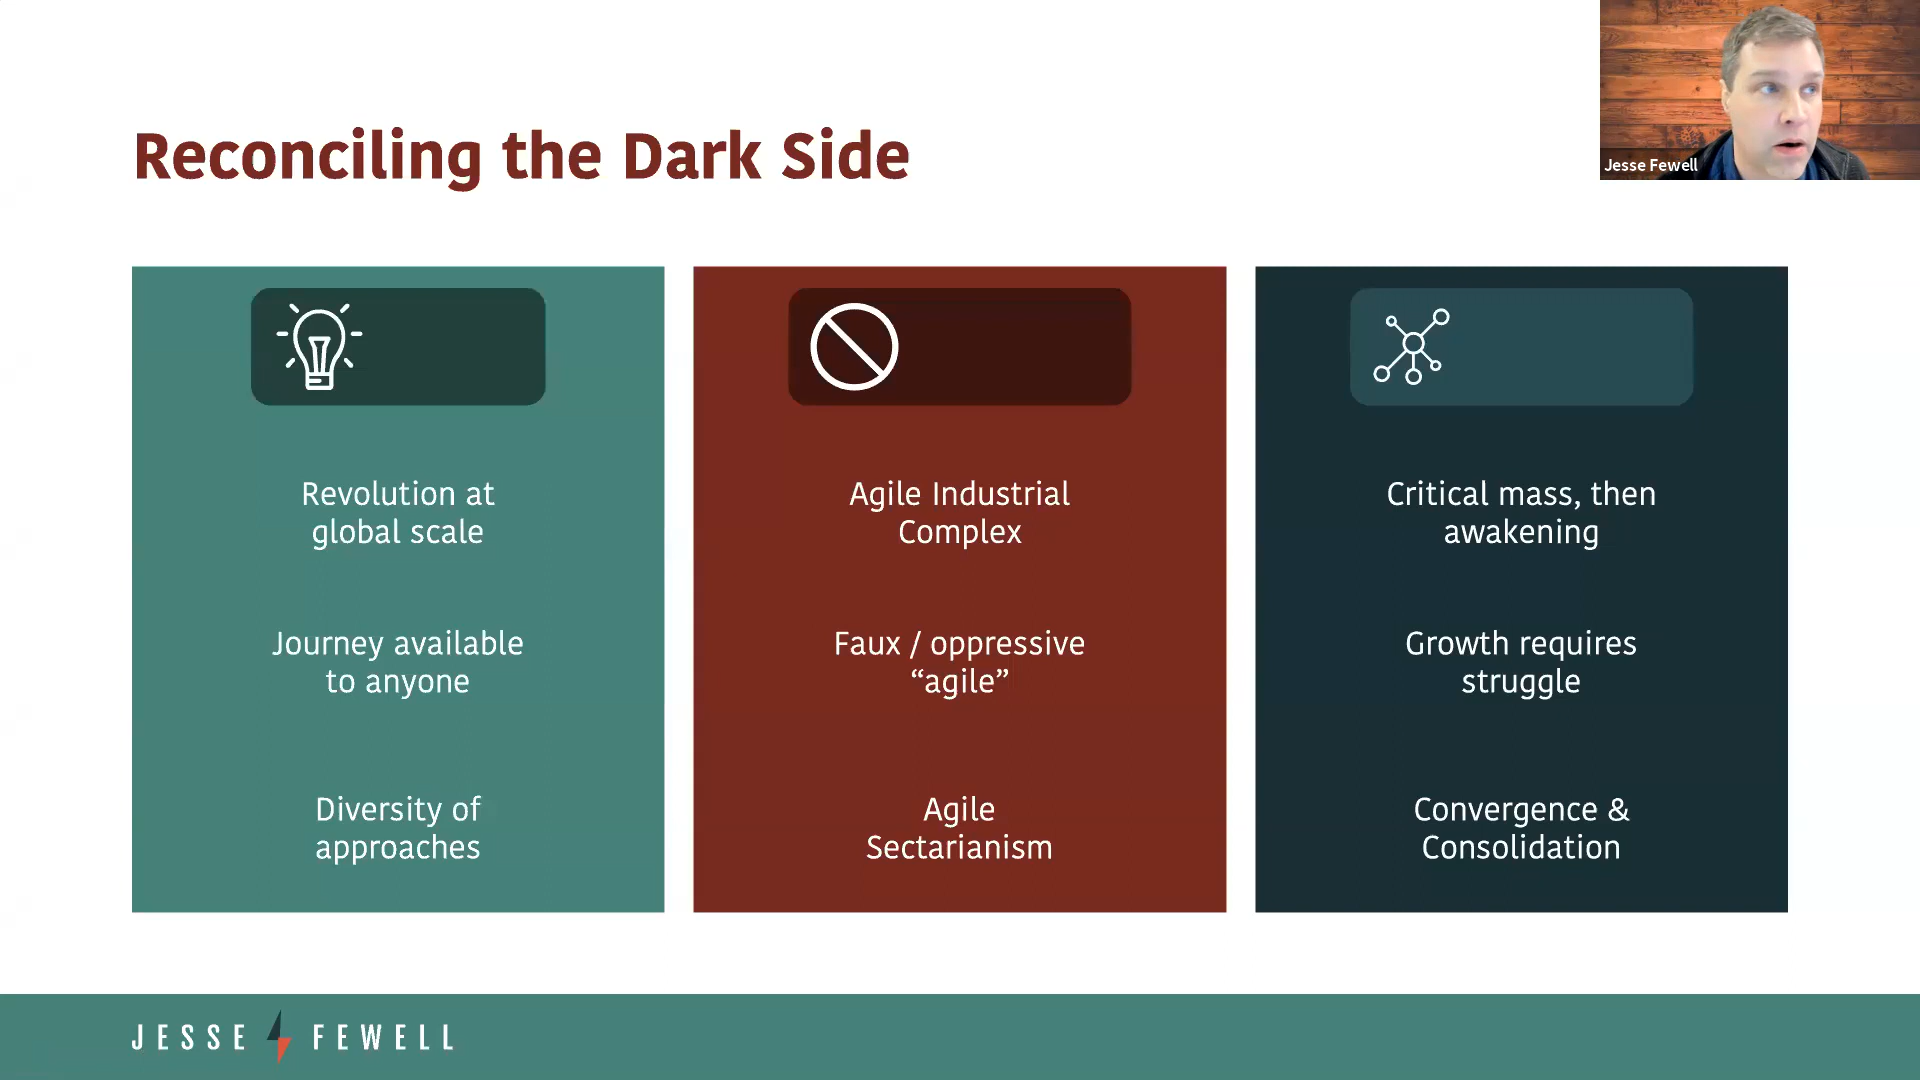 Reconciling the Dark Side
Jesse Fewell
Revolution at
global scale
Journey available
to anyone
Diversity of
approaches
Agile Industrial
Complex
Faux / oppressive
“agile”
Agile
Sectarianism
Critical mass, then
awakening
Growth requires
struggle
Convergence &
Consolidation
JESSE FEWELL